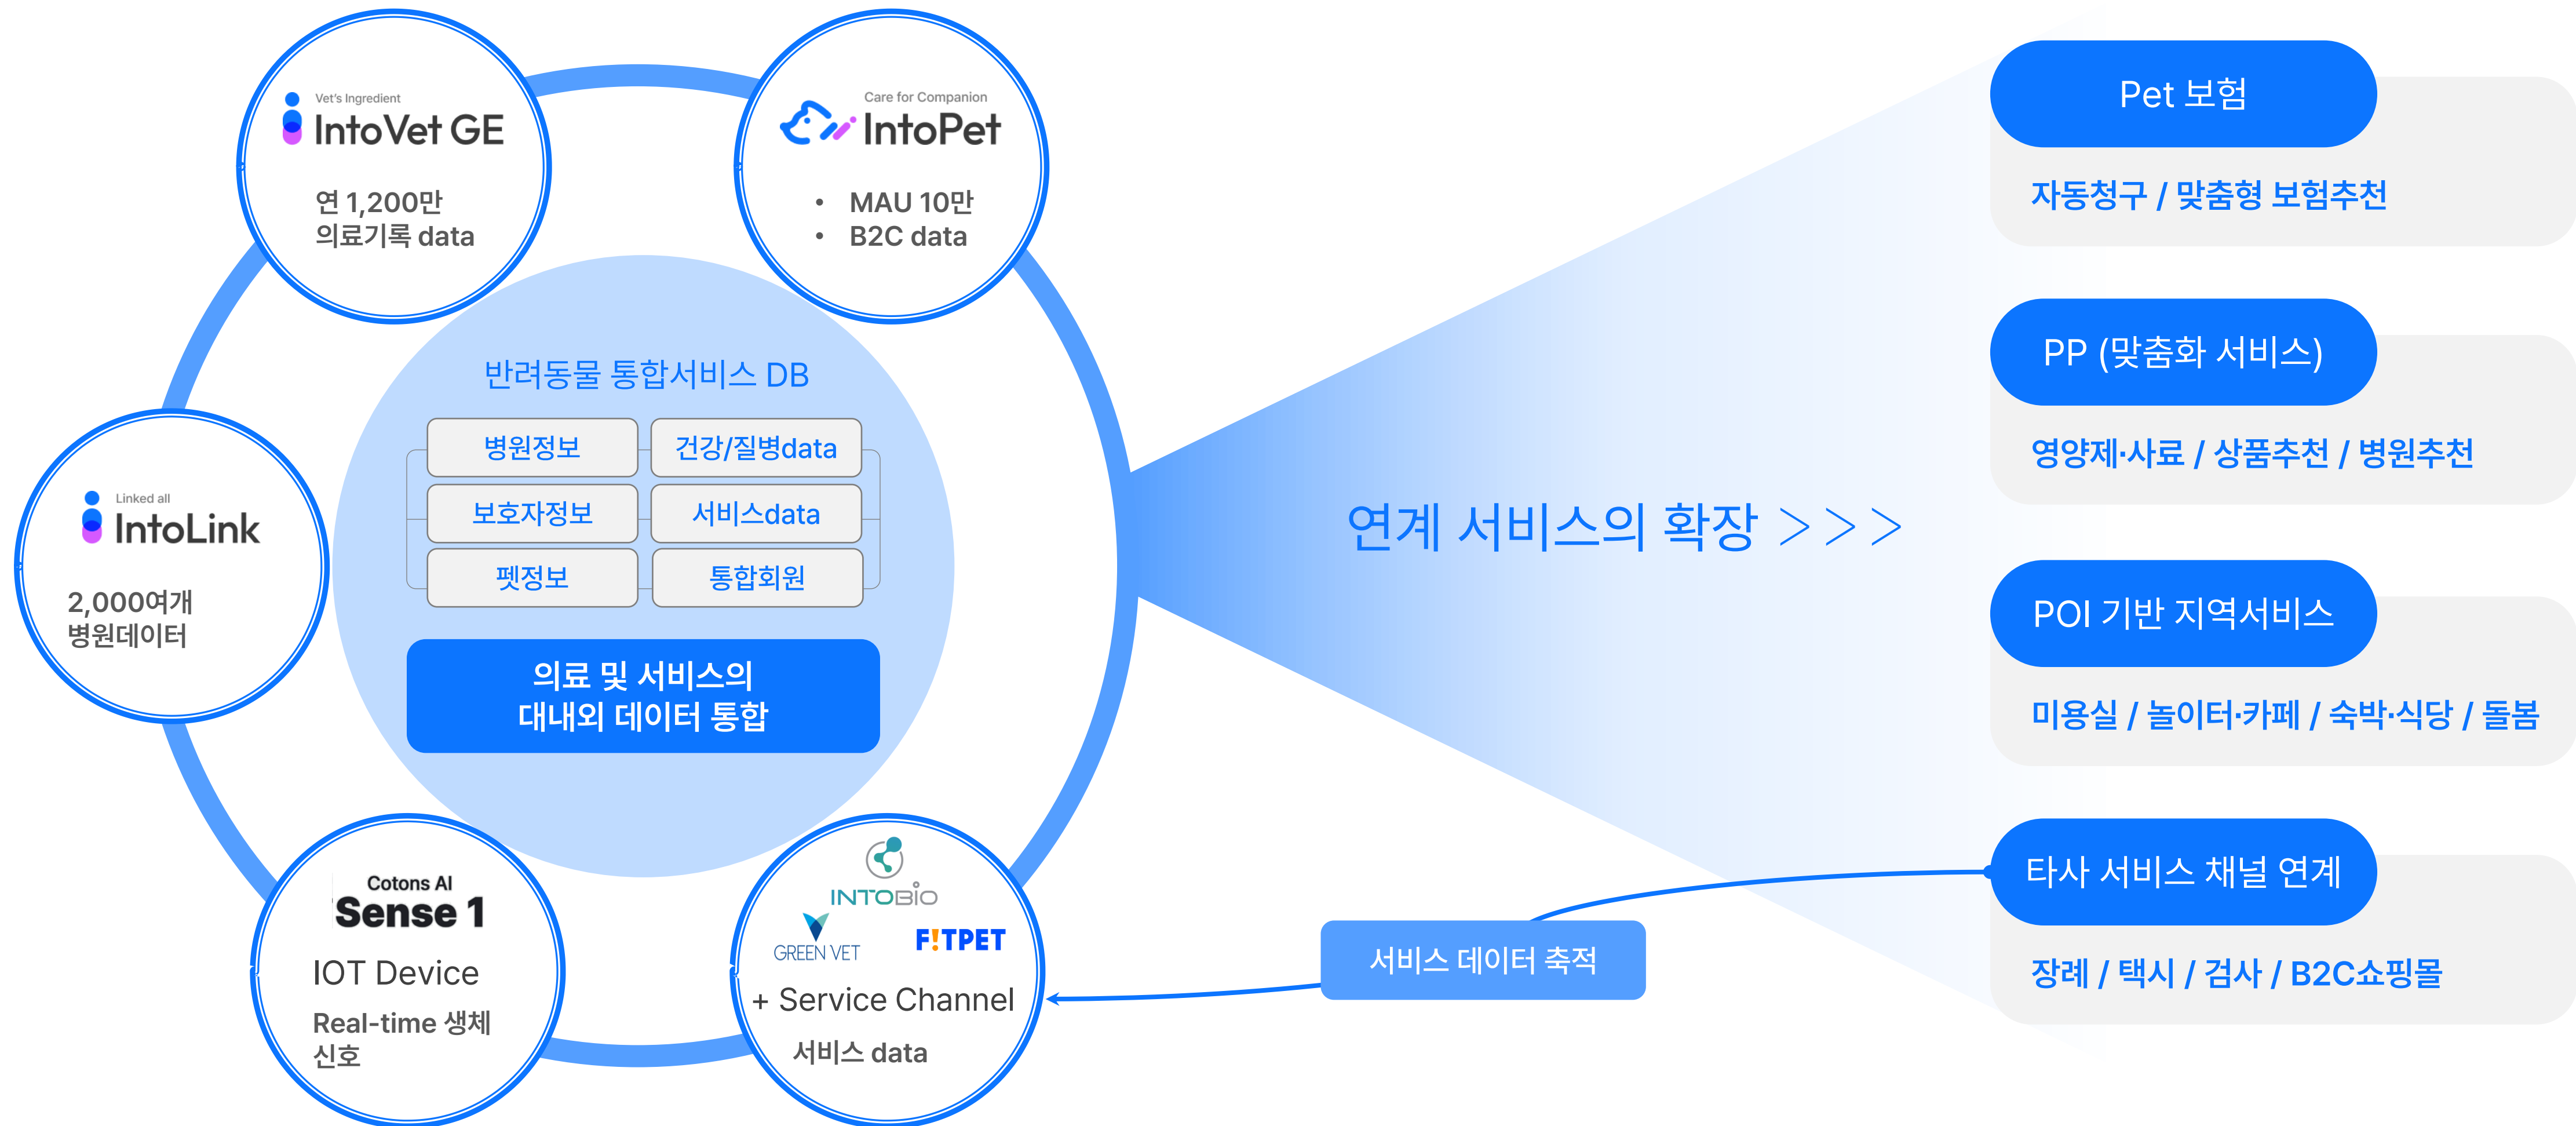 Vet's Ingredient
IntoVet GE
연 1,200만
의료기록 data
Care for Companion
IntoPet
• MAU 10만
• B2C data
Linked all
IntoLink
2,000여개
병원데이터
반려동물 통합서비스 DB
병원정보
건강/질병data
보호자정보
서비스data
펫정보
통합회원
의료 및 서비스의
대내외 데이터 통합
Cotons AI
Sense 1
IOT Device
Real-time 생체
신호
INTOBIO
GREEN VET
F!TPET
+ Service Channel
서비스 data
연계 서비스의 확장 >>>
서비스 데이터 축적
Pet 보험
자동청구 / 맞춤형 보험추천
PP (맞춤화 서비스)
영양제·사료 / 상품추천 / 병원추천
POI 기반 지역서비스
미용실 / 놀이터·카페 / 숙박·식당 / 돌봄
타사 서비스 채널 연계
장례 / 택시 / 검사 / B2C쇼핑몰